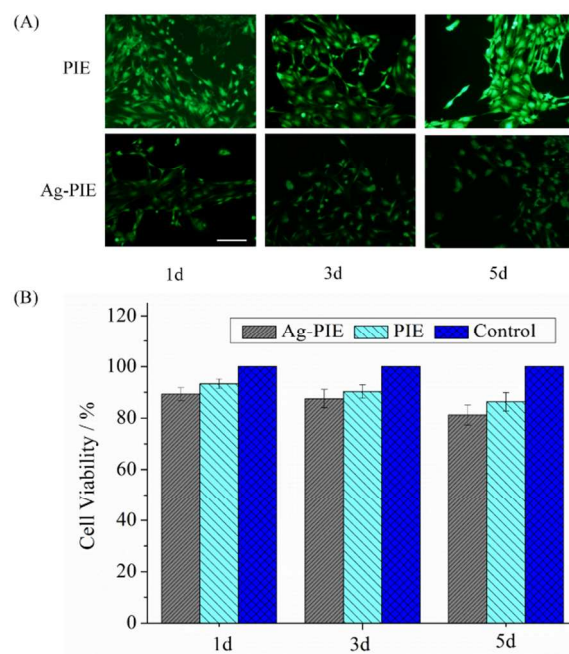 (A)
PIE
Ag-PIE
1d 3d 5d
(B)
120
100
80
60
40
20
0
Cell Viability / %
Ag-PIE PIE Control
1d 3d 5d